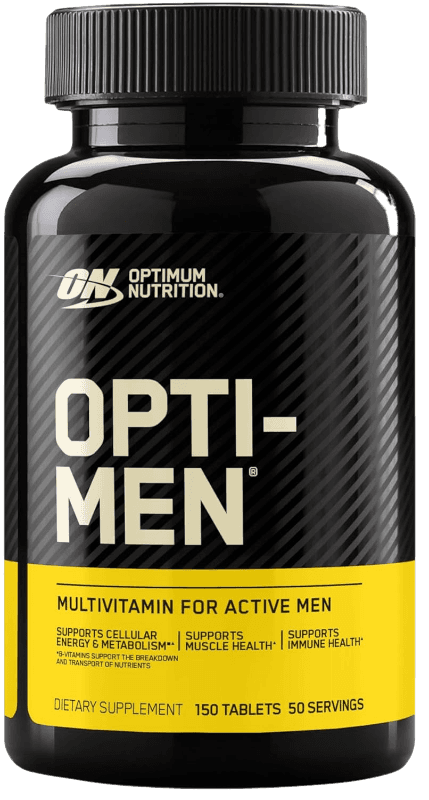 ON OPTIMUM
NUTRITION®
OPTI-
MEN®
MULTIVITAMIN FOR ACTIVE MEN
SUPPORTS CELLULAR
ENERGY & METABOLISM*^
*B-VITAMINS SUPPORT THE BREAKDOWN
AND TRANSPORT OF NUTRIENTS
SUPPORTS
MUSCLE HEALTH*
SUPPORTS
IMMUNE HEALTH*
DIETARY SUPPLEMENT 150 TABLETS 50 SERVINGS